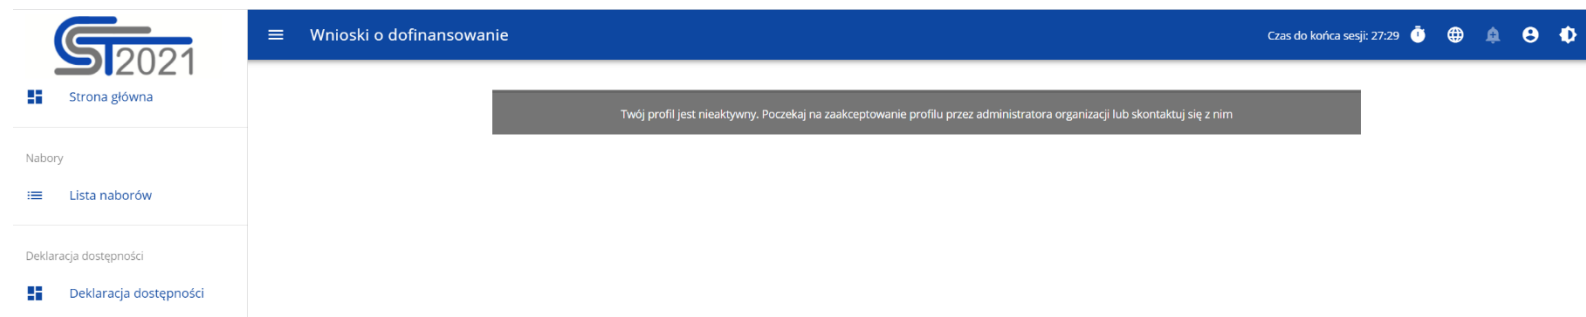 CST2021
Wnioski o dofinansowanie
Czas do końca sesji: 27:29
Strona główna
Twój profil jest nieaktywny. Poczekaj na zaakceptowanie profilu przez administratora organizacji lub skontaktuj się z nim
Nabory
Lista naborów
Deklaracja dostępności
Deklaracja dostępności